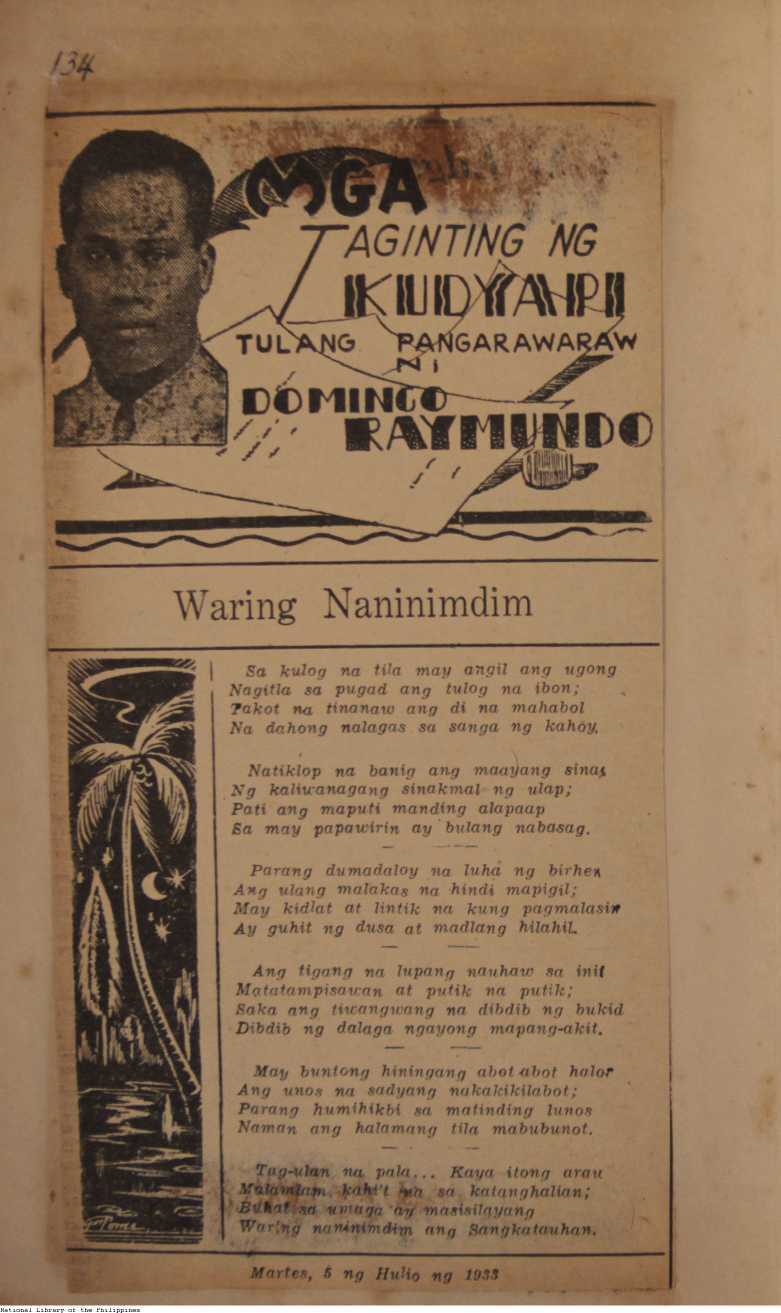 134
MGA
TAGINTING NG
KUDYAPI
TULANG PANGARAWARAW
NI
DOMINGO
RAYMUNDO
Waring Naninimdim
Sa kulog na tila may angil ang ugong
Nagitla sa pugad ang tulog na ibon;
Takot na tinanaw ang di na mahabol
Na dahong nalagas sa sanga ng kahoy.
Natiklop na banig ang maayang sinag
Ng kaliwanagang sinakmal ng ulap;
Pati ang maputi manding alapaap
Sa may papawirin ay bulang nabasag.
Parang dumadaloy na luha ng birhen
Ang ulang malakas na hindi mapigil;
May kidlat at lintik na kung pagmalasin
Ay guhit ng dusa at madlang hilahil.
Ang tigang na lupang nauhaw sa init
Matatampisawan at putik na putik;
Saka ang tiwangwang na dibdib ng bukid
Dibdib ng dalaga ngayong mapang-akit.
May buntong hiningang abot-abot halos
Ang unos na sadyang nakakikilabot;
Parang humihikbi sa matinding lunos
Naman ang halamang tila mabubunot.
Tag-ulan na pala... Kaya itong arau
Malamlam kahi't na sa katanghalian;
Buhat sa umaga ay masisilayang
Waring naninimdim ang Sangkatauhan.
Martes, 5 ng Hulio ng 1933
National Library of the Philippines